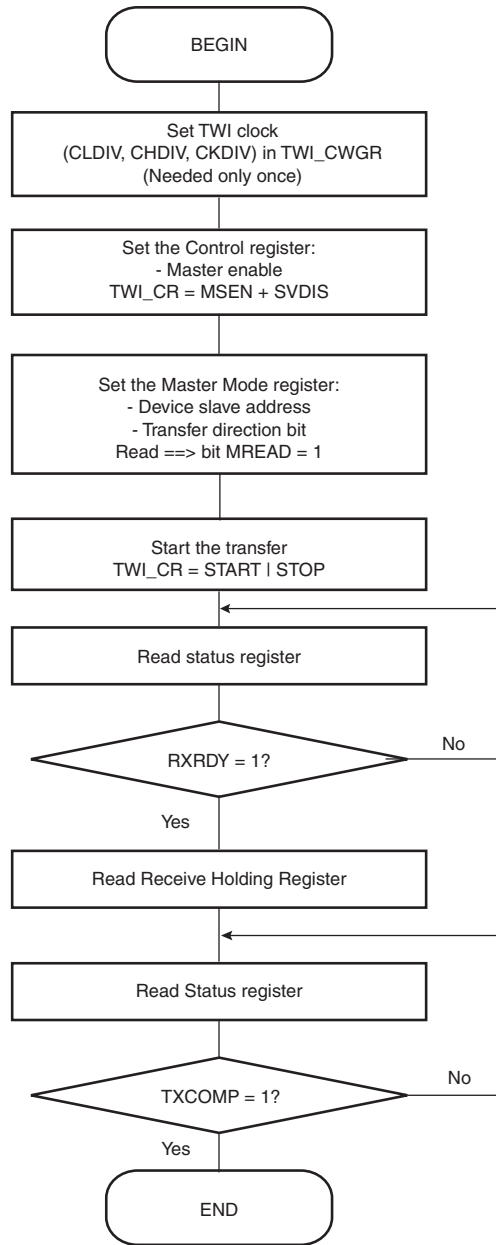 BEGIN
Set TWI clock
(CLDIV, CHDIV, CKDIV) in TWI_CWGR
(Needed only once)
Set the Control register:
- Master enable
TWI_CR = MSEN + SVDIS
Set the Master Mode register:
- Device slave address
- Transfer direction bit
Read ==> bit MREAD = 1
Start the transfer
TWI_CR = START | STOP
Read status register
RXRDY = 1?
No
Yes
Read Receive Holding Register
Read Status register
TXCOMP = 1?
No
Yes
END